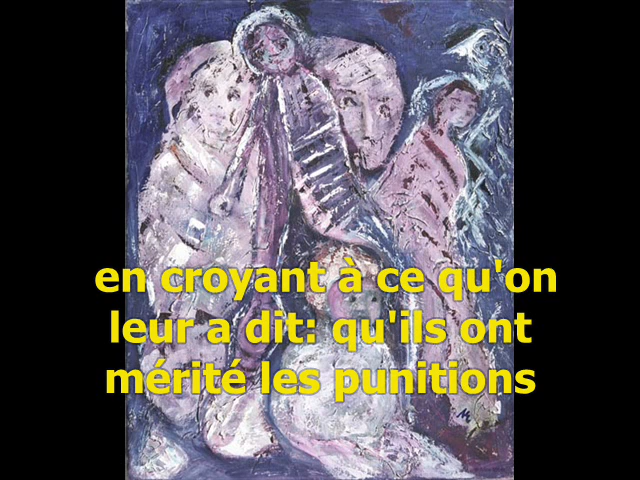 en croyant à ce qu'on
leur a dit: qu'ils ont
mérité les punitions